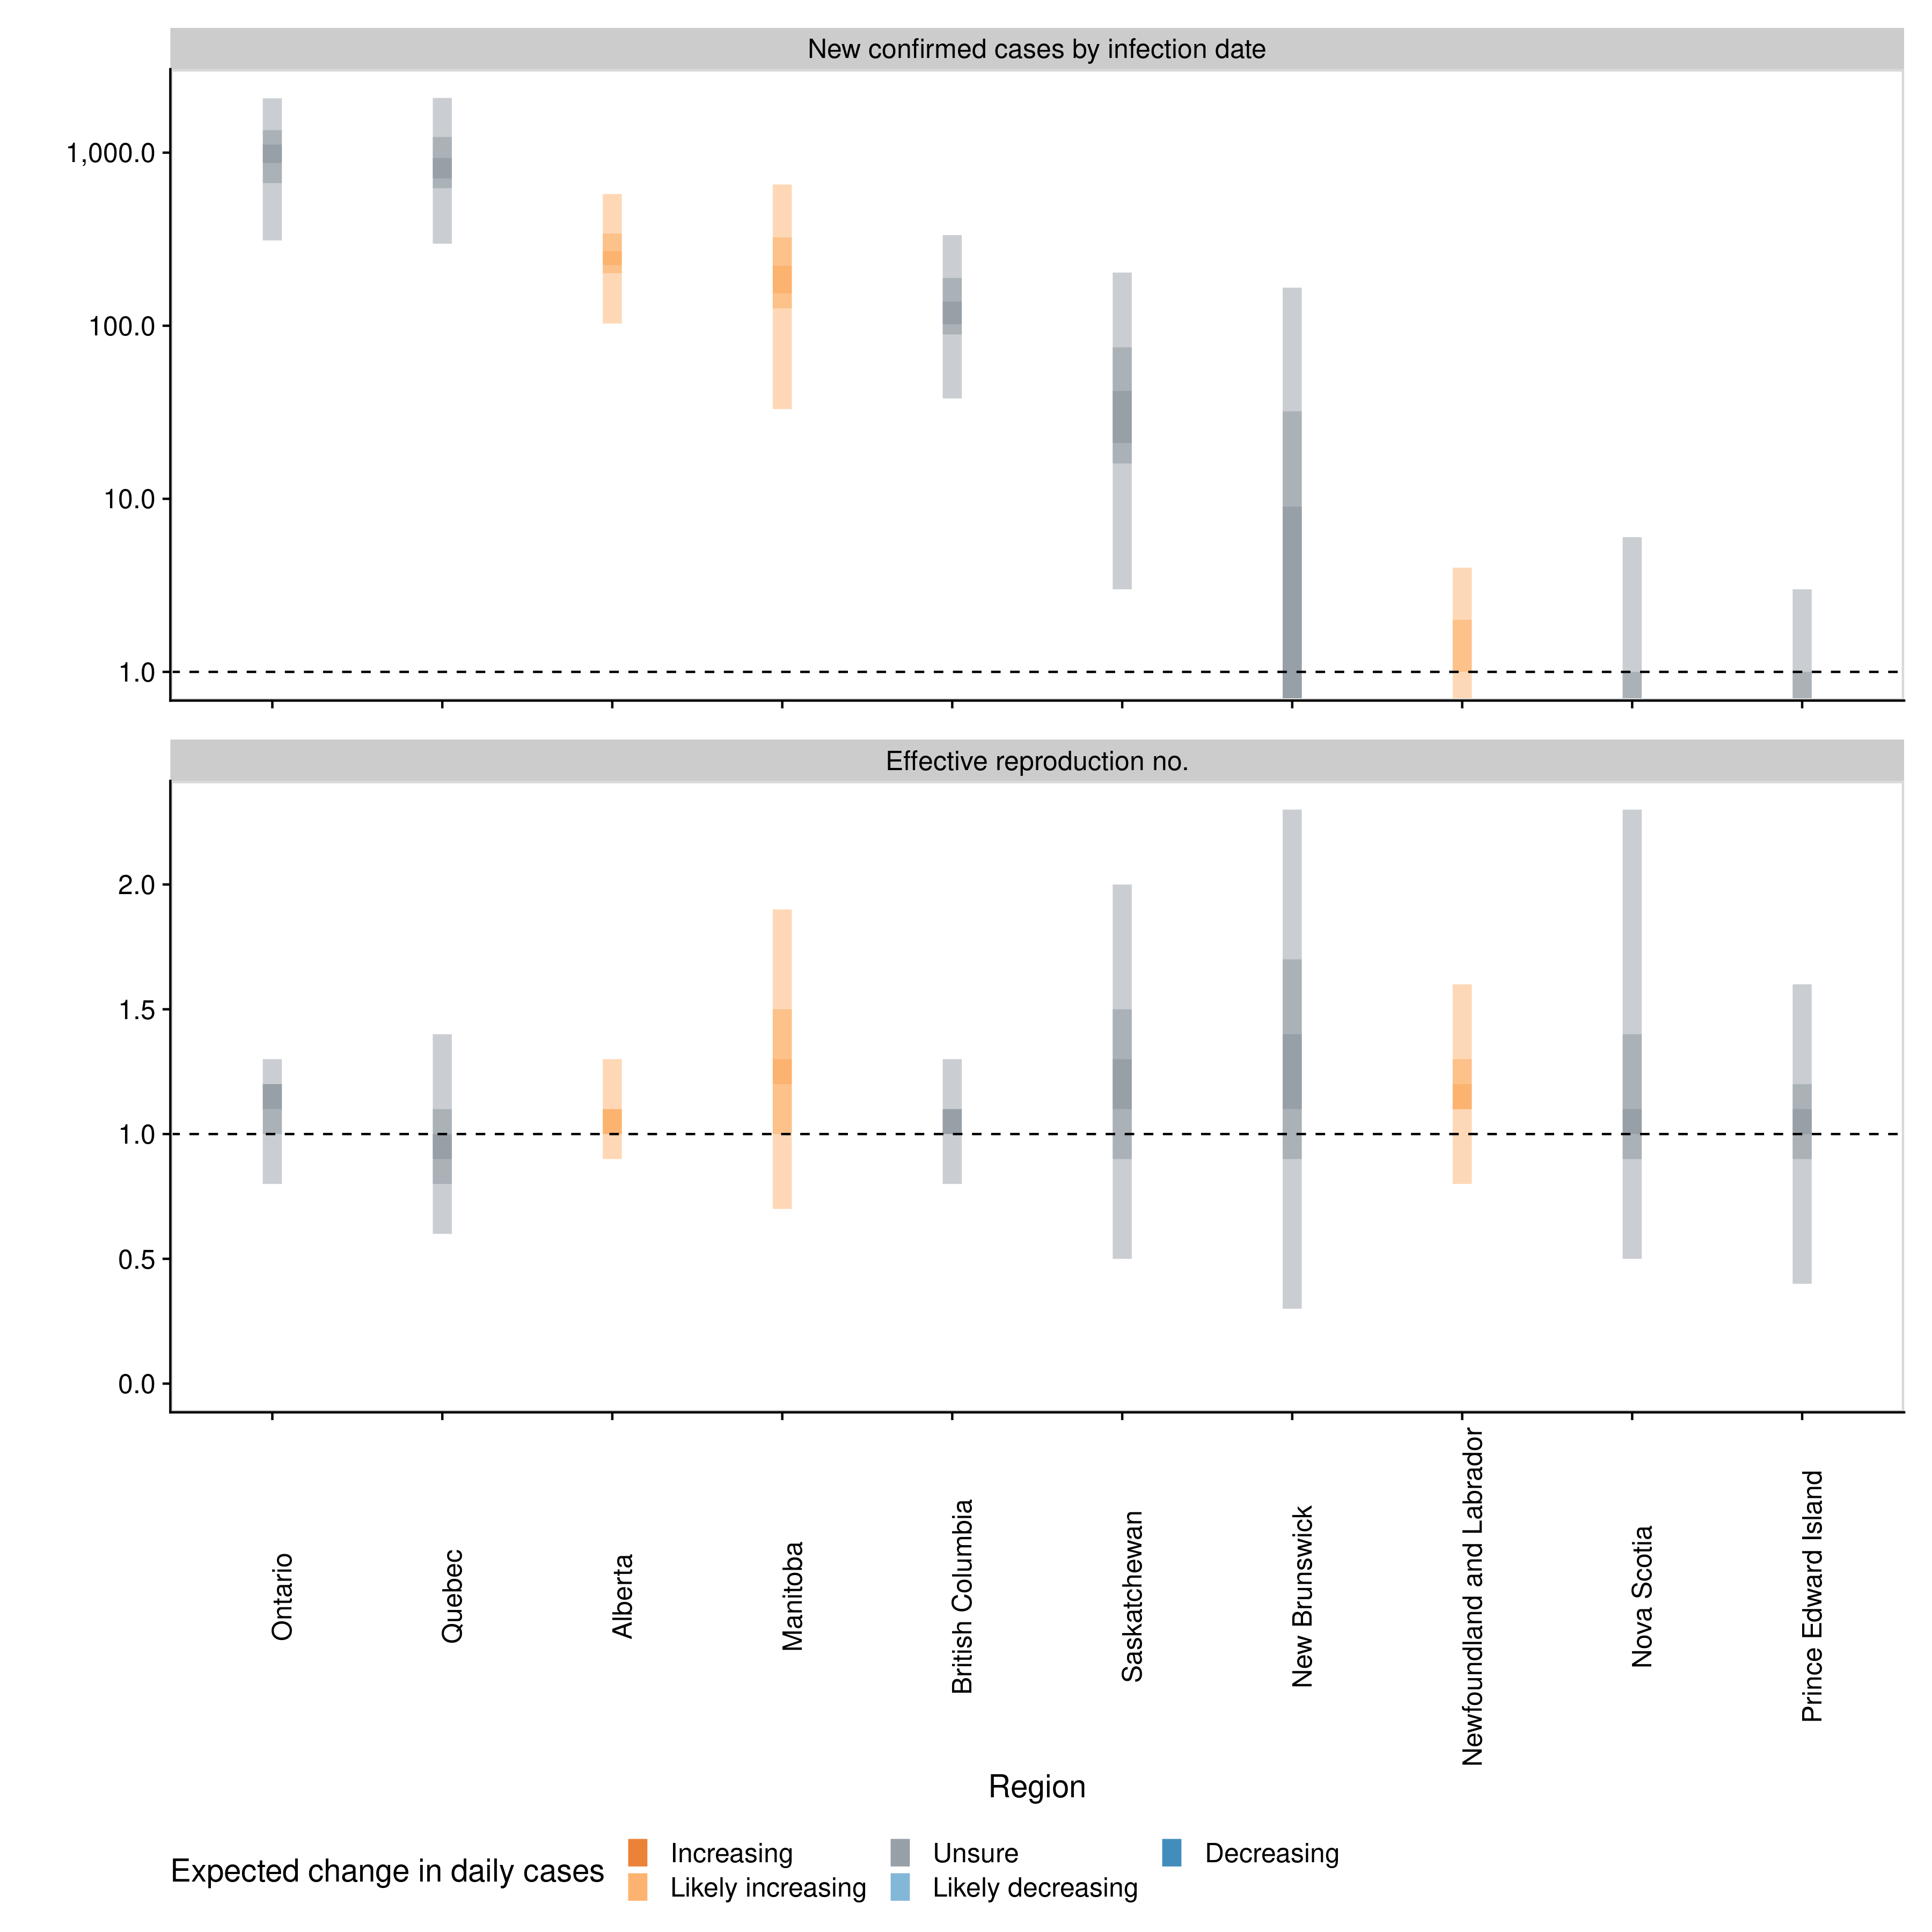 New confirmed cases by infection date
1,000.0
100.0
10.0
1.0
Effective reproduction no.
2.0
1.5
1.0
0.5
0.0
Ontario
Quebec
Alberta
Manitoba
British Columbia
Saskatchewan
New Brunswick
Newfoundland and Labrador
Nova Scotia
Prince Edward Island
Region
Expected change in daily cases
Increasing
Likely increasing
Unsure
Likely decreasing
Decreasing